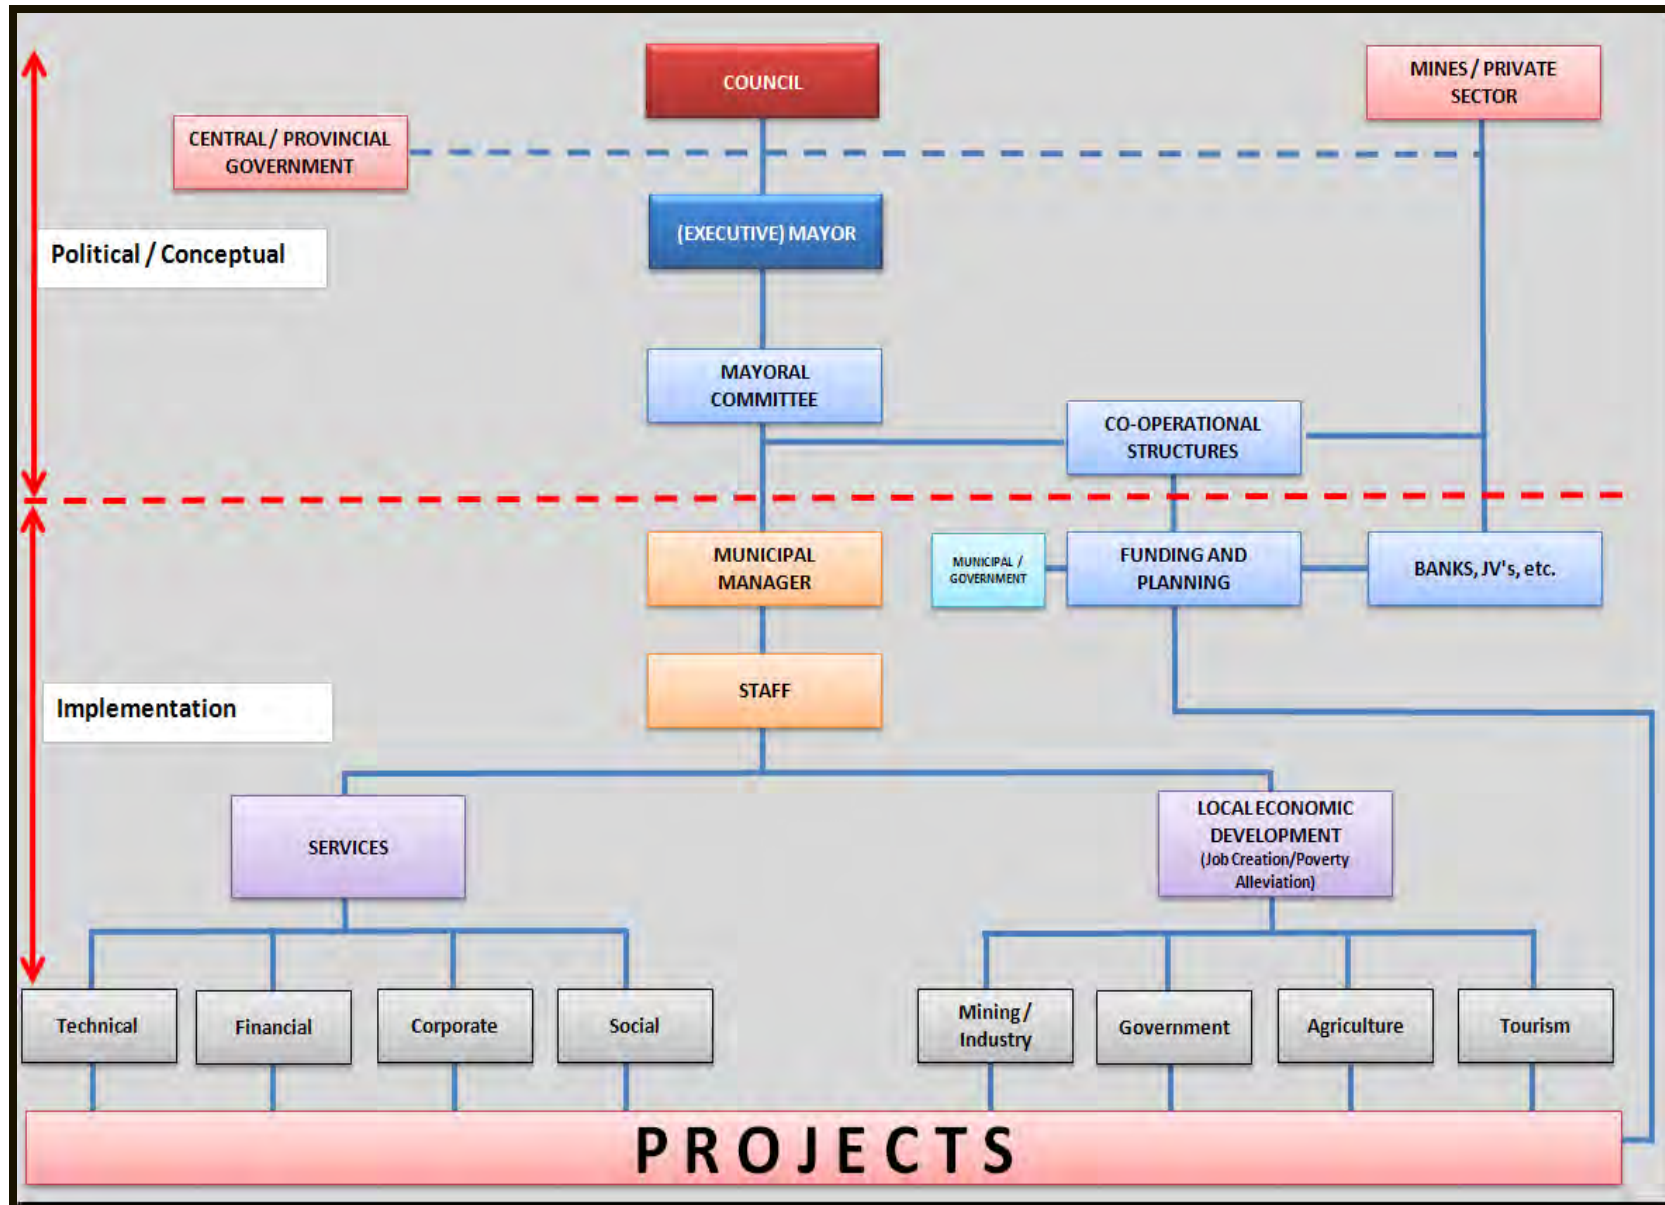 COUNCIL
MINES / PRIVATE
SECTOR
CENTRAL / PROVINCIAL
GOVERNMENT
(EXECUTIVE) MAYOR
Political / Conceptual
MAYORAL
COMMITTEE
CO-OPERATIONAL
STRUCTURES
MUNICIPAL
MANAGER
MUNICIPAL /
GOVERNMENT
FUNDING AND
PLANNING
BANKS, JV's, etc.
STAFF
Implementation
SERVICES
LOCAL ECONOMIC
DEVELOPMENT
(Job Creation/Poverty
Alleviation)
Technical
Financial
Corporate
Social
Mining /
Industry
Government
Agriculture
Tourism
PROJECTS